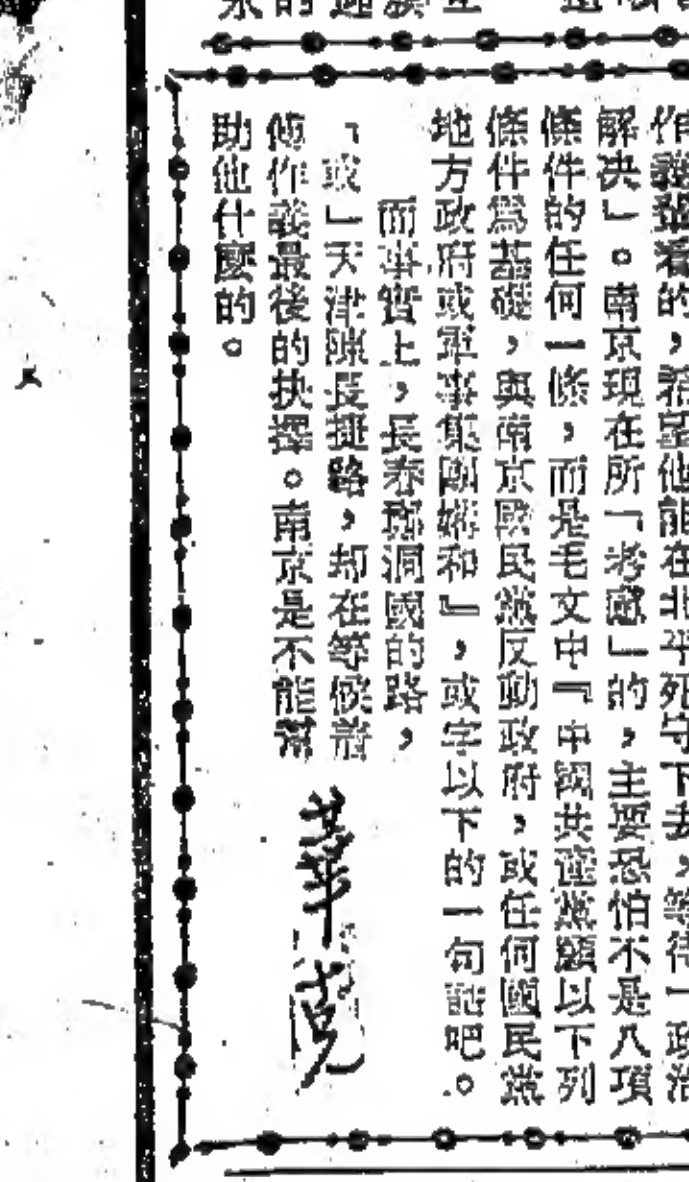 作義強看的，希望他能在北平死守下去，等待一政治
解決」。南京現在所「考慮」的，主要恐怕不是八項
條件的任何一條，而是毛文中『中國共產黨願以下列
條件爲基礎，與南京國民黨反動政府，或任何國民黨
地方政府或軍事集團媾和』，或字以下的一句話吧。
而事實上，長春鄭洞國的路，
「或」天津陳長捷路，却在等候着
傅作義最後的抉擇。南京是不能幫
助他什麼的。